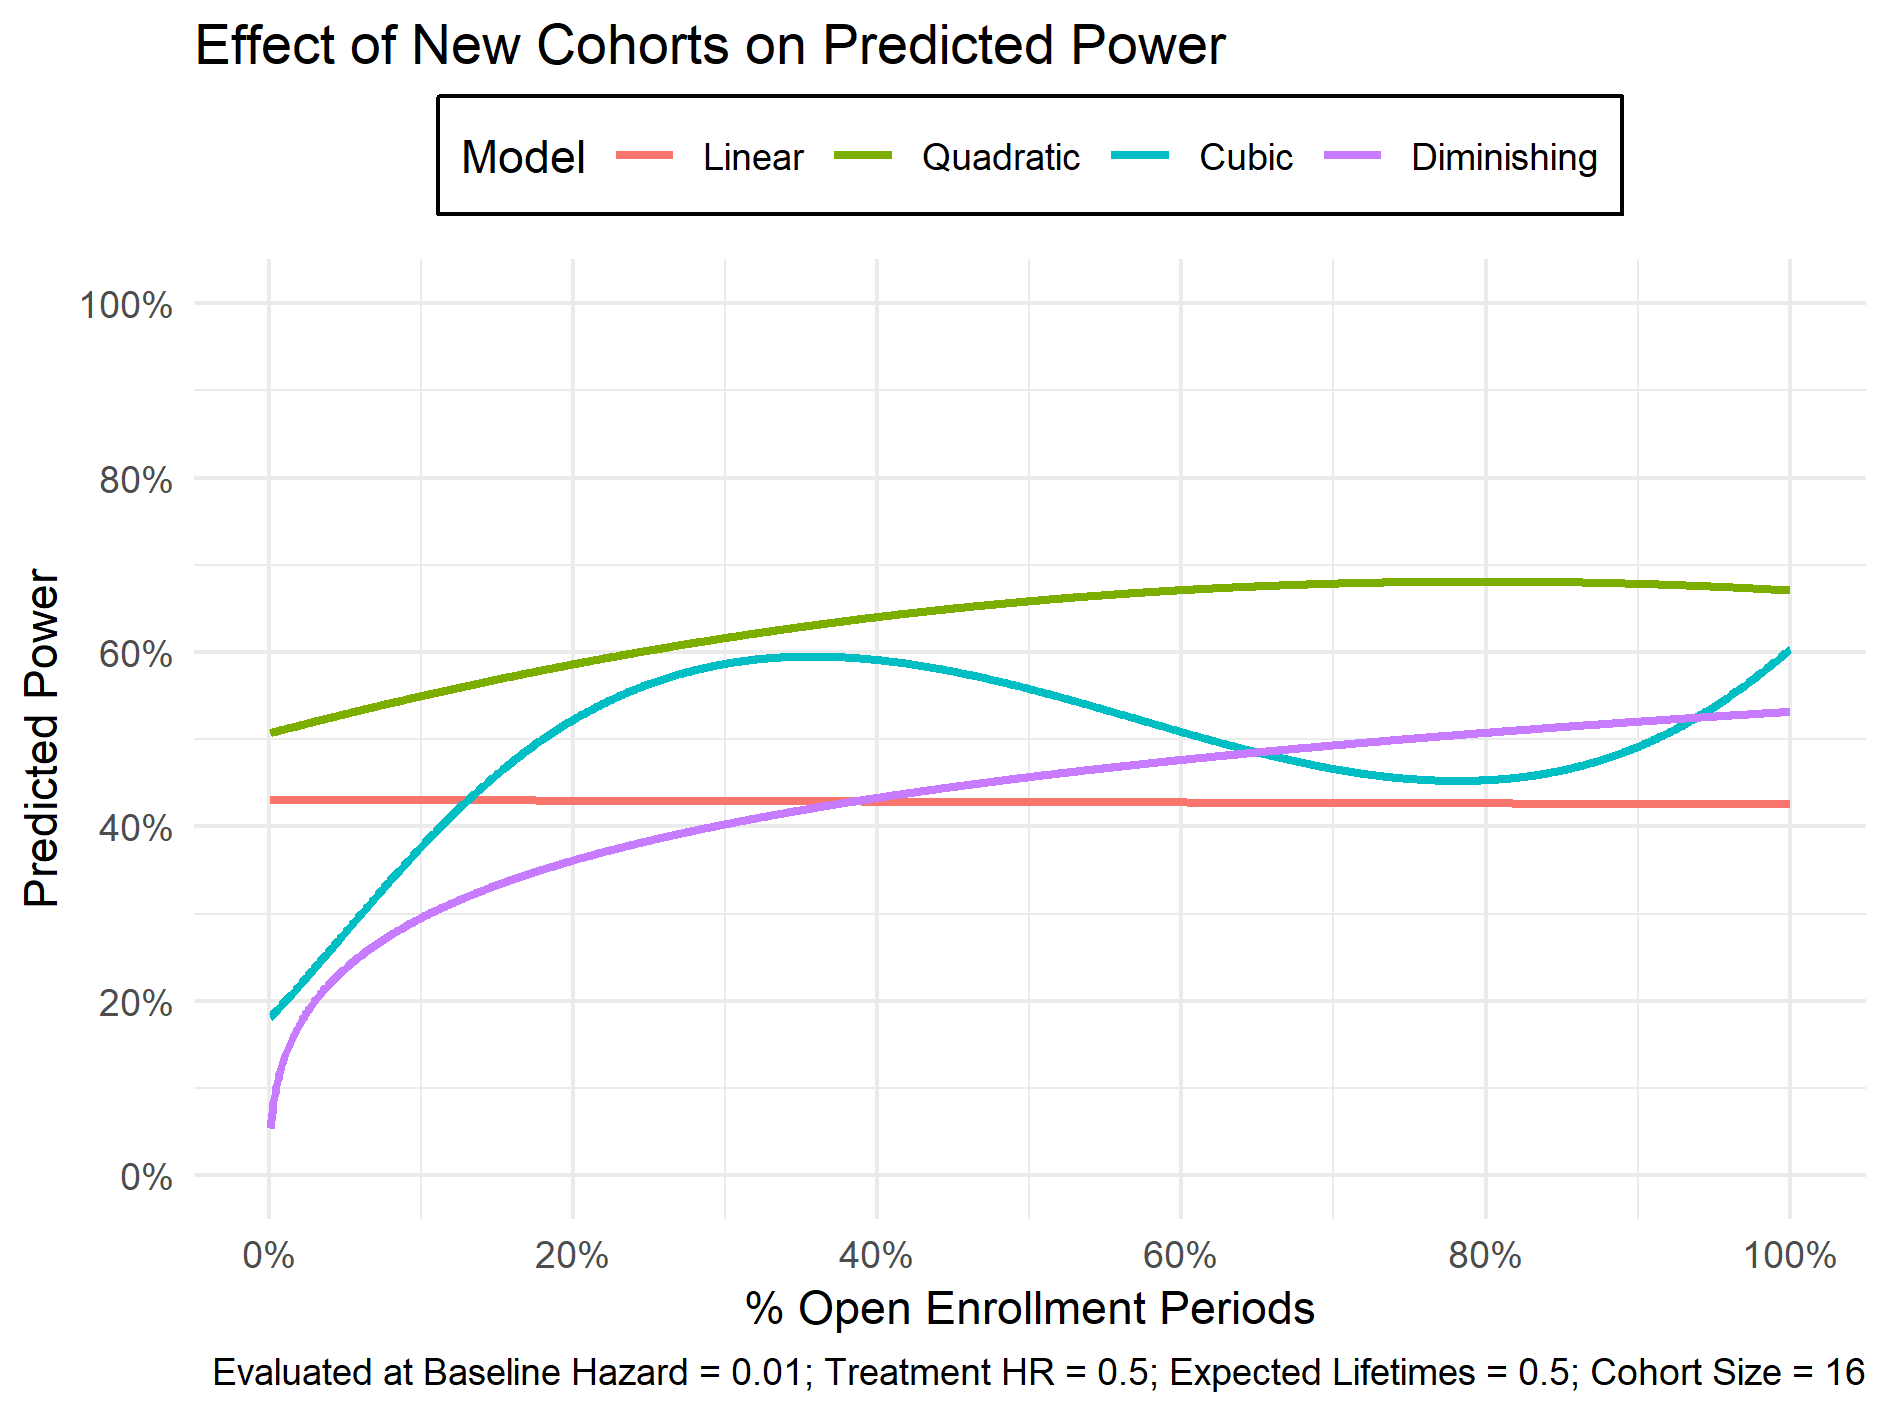 Effect of New Cohorts on Predicted Power
Model Linear Quadratic Cubic Diminishing
100%
80%
60%
40%
20%
0%
Predicted Power
0% 20% 40% 60% 80% 100%
% Open Enrollment Periods
Evaluated at Baseline Hazard = 0.01; Treatment HR = 0.5; Expected Lifetimes = 0.5; Cohort Size = 16